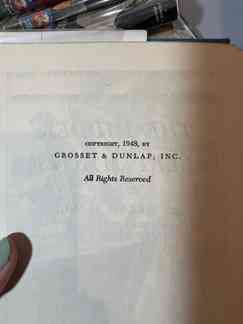 COPYRIGHT, 1948, BY
GROSSET & DUNLAP, INC.
All Rights Reserved